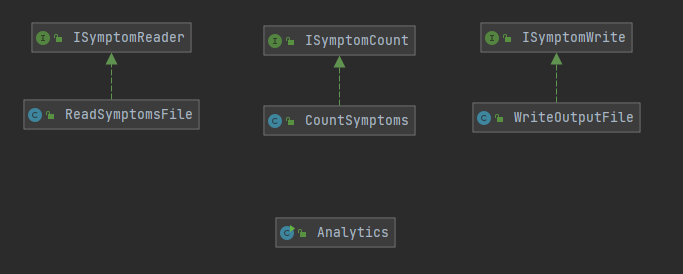 I ISymptomReader
I ISymptomCount
I ISymptomWrite
C ReadSymptomsFile
C CountSymptoms
C WriteOutputFile
C Analytics